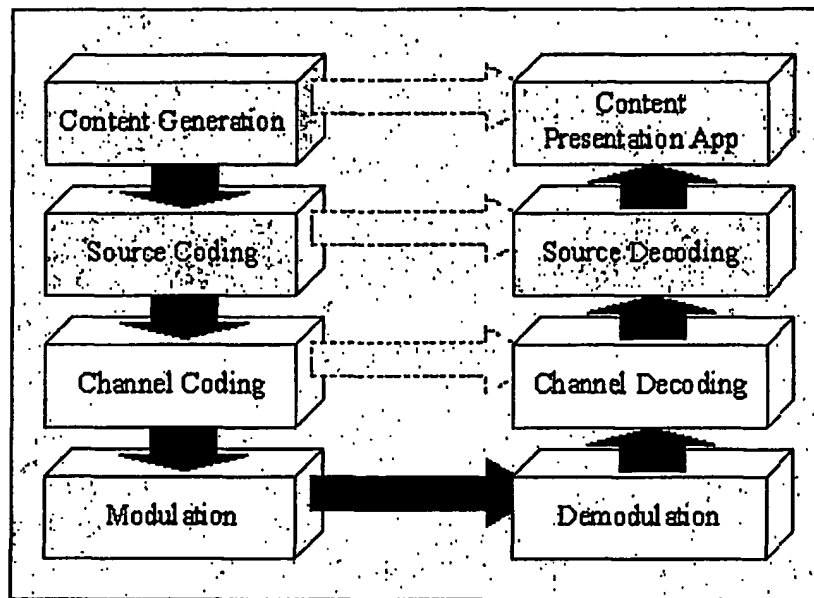 Content Generation
Content
Presentation App
Source Coding
Source Decoding
Channel Coding
Channel Decoding
Modulation
Demodulation